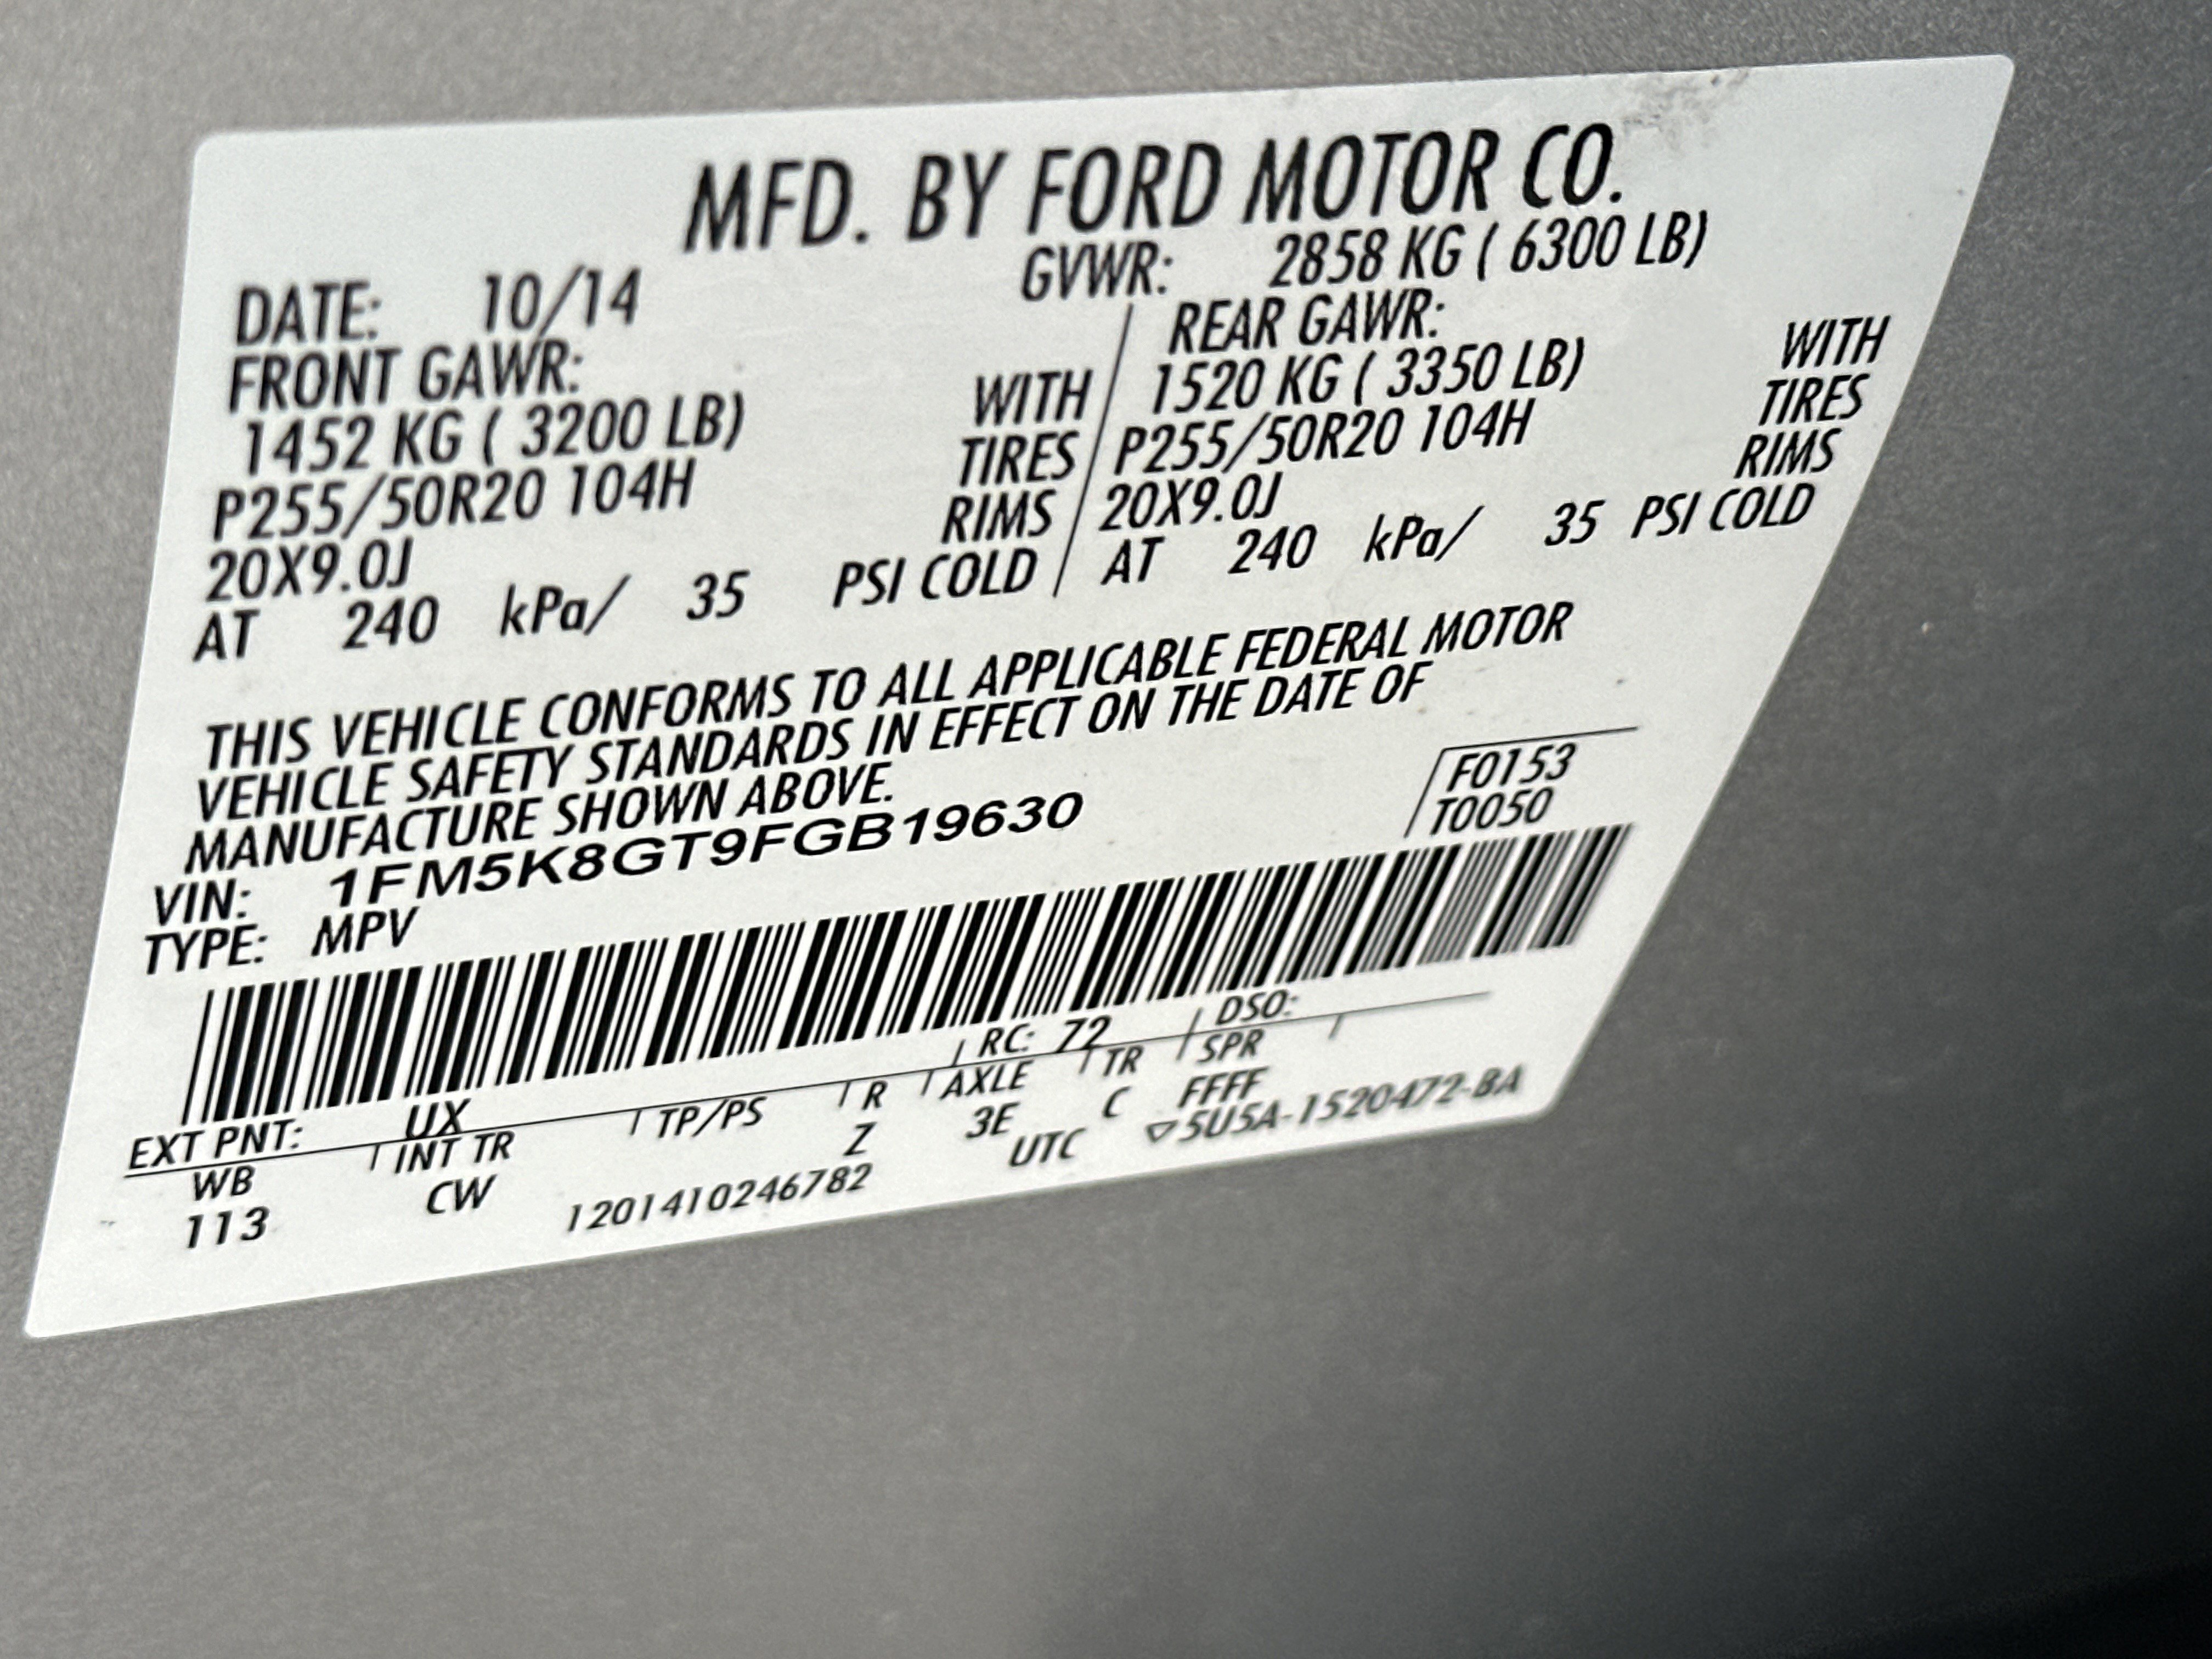 MFD. BY FORD MOTOR CO.
DATE: 10/14 GVWR: 2858 KG ( 6300 LB)
FRONT GAWR: REAR GAWR:
1452 KG ( 3200 LB) WITH 1520 KG ( 3350 LB) WITH
P255/50R20 104H TIRES P255/50R20 104H TIRES
20X9.0J RIMS 20X9.0J RIMS
AT 240 kPa/ 35 PSI COLD AT 240 kPa/ 35 PSI COLD
THIS VEHICLE CONFORMS TO ALL APPLICABLE FEDERAL MOTOR
VEHICLE SAFETY STANDARDS IN EFFECT ON THE DATE OF
MANUFACTURE SHOWN ABOVE.
VIN: 1FM5K8GT9FGB19630
TYPE: MPV
F0153
T0050
EXT PNT: UX RC: 72 DSO:
WB INT TR TP/PS R AXLE TR SPR
113 CW Z 3E C FFFF
1201410246782 UTC ▽5U5A-1520472-BA